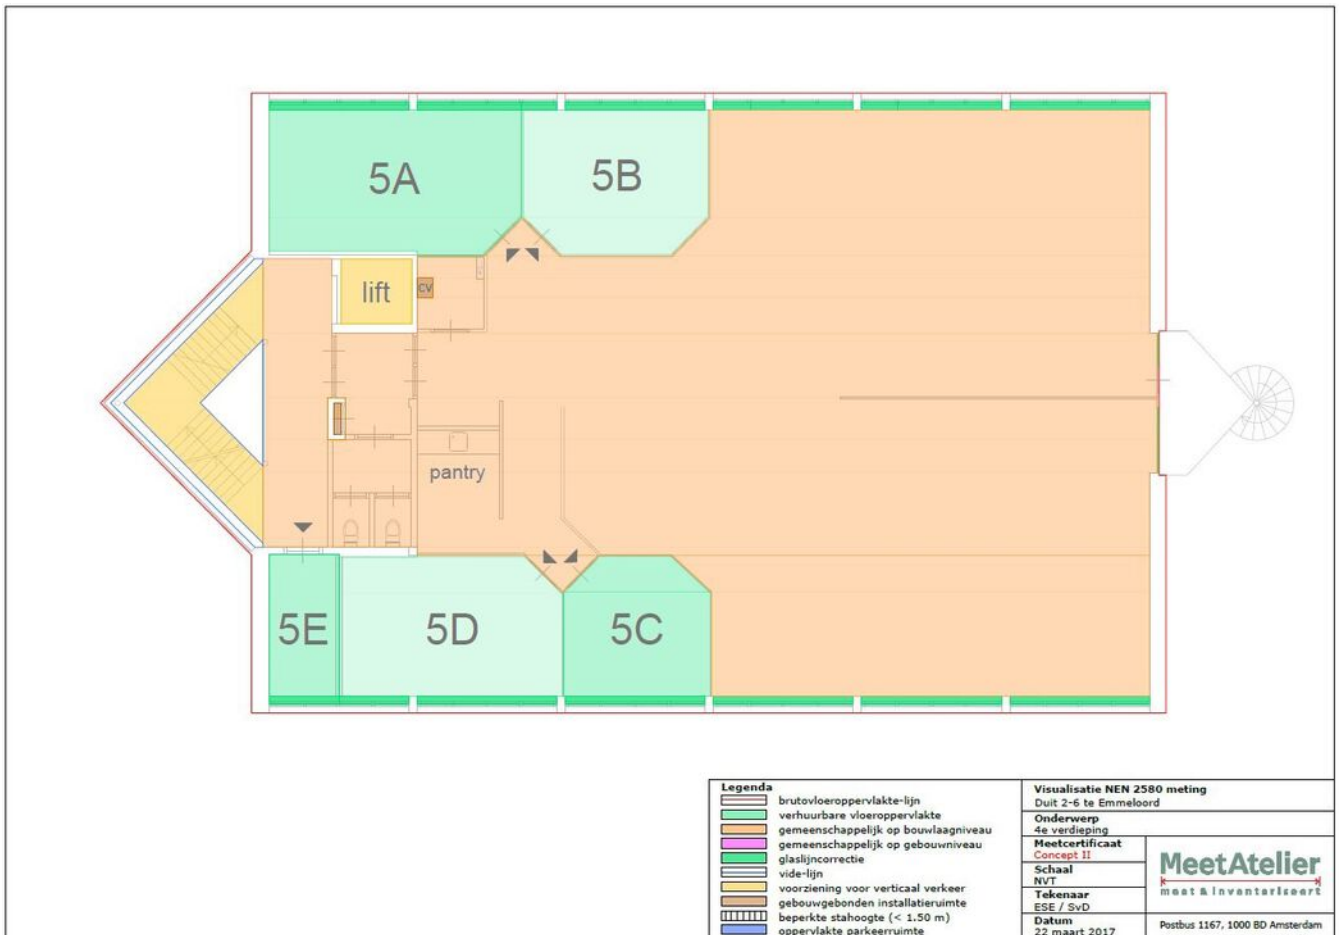 5A
5B
lift
cv
pantry
5E
5D
5C
Legenda
brutovloeroppervlakte-lijn
verhuurbare vloeroppervlakte
gemeenschappelijk op bouwlaagniveau
gemeenschappelijk op gebouwniveau
glaslijncorrectie
vide-lijn
voorziening voor verticaal verkeer
gebouwgebonden installatieruimte
beperkte stahoogte (< 1.50 m)
oppervlakte parkeerruimte
Visualisatie NEN 2580 meting
Duit 2-6 te Emmeloord
Onderwerp
4e verdieping
Meetcertificaat
Concept II
Schaal
NVT
Tekenaar
ESE / SvD
Datum
22 maart 2017
MeetAtelier
meet & inventariseert
Postbus 1167, 1000 BD Amsterdam